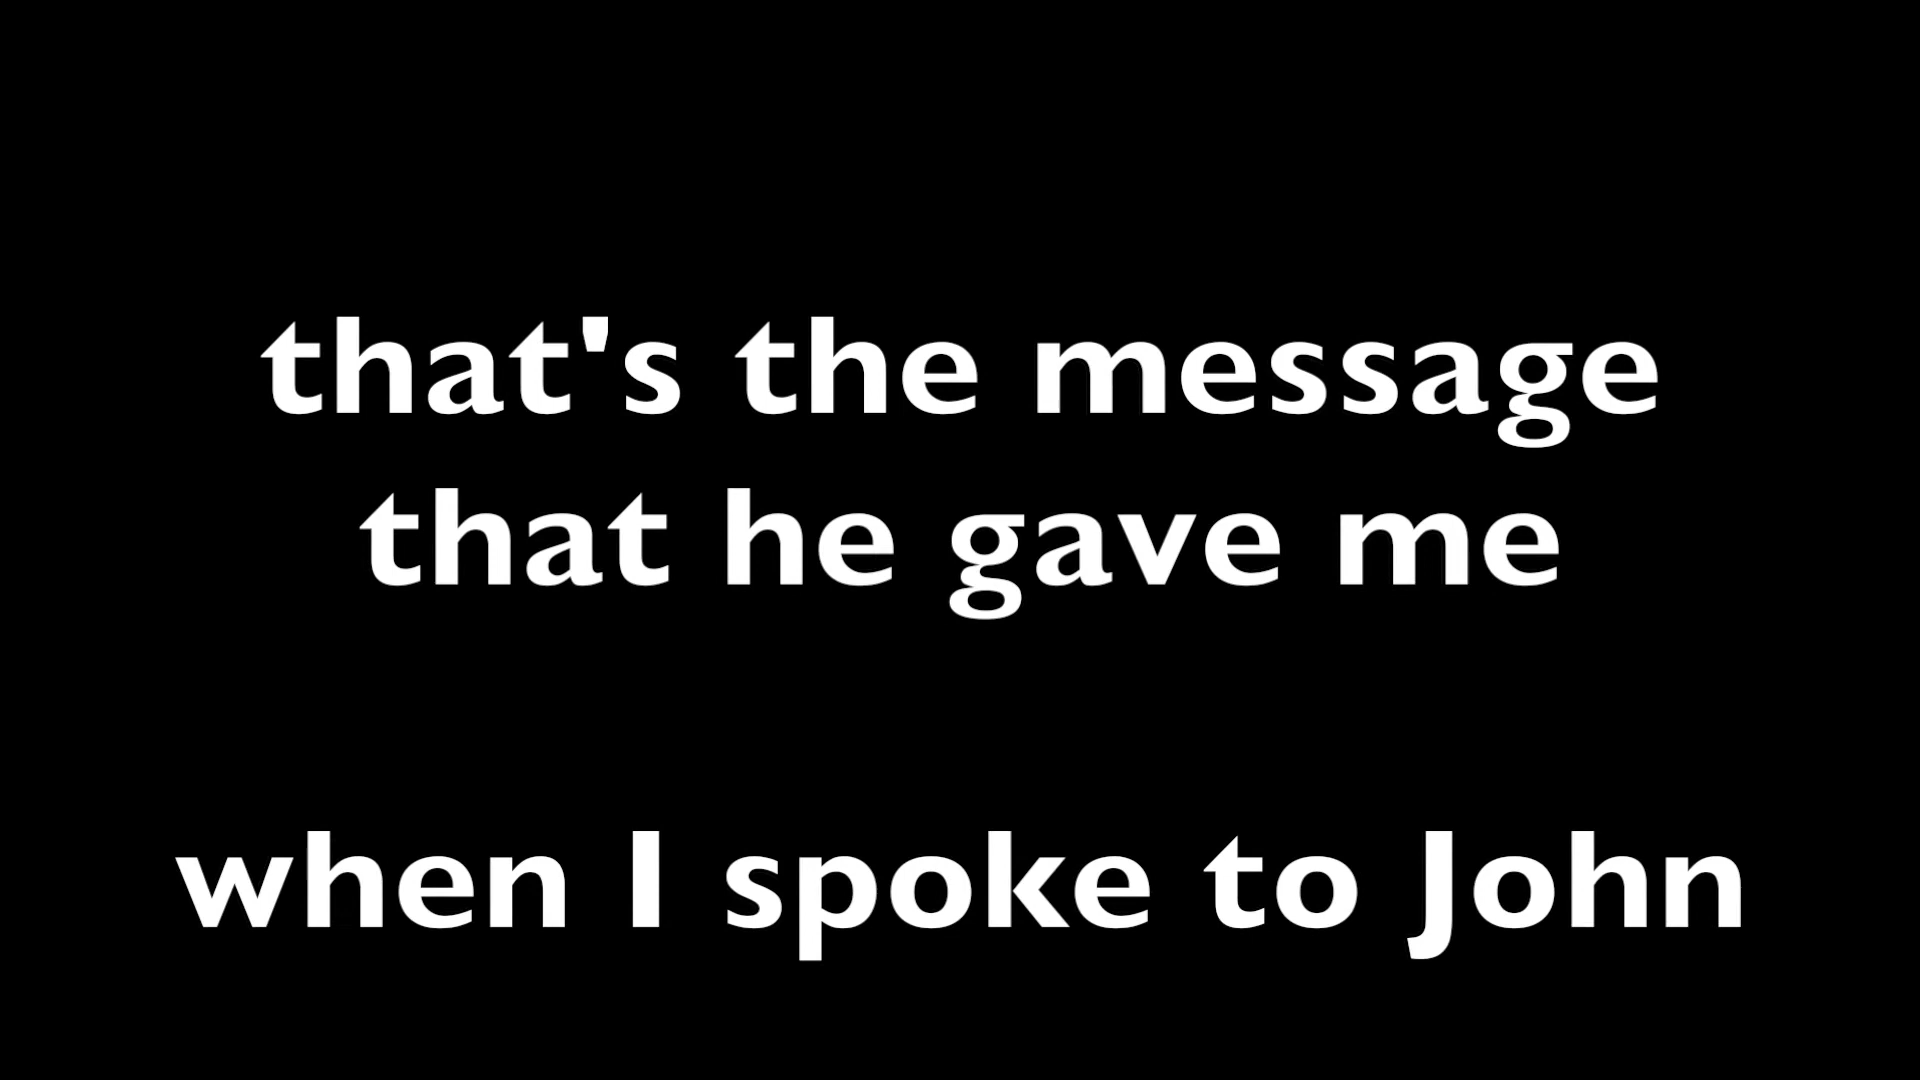 that's the message
that he gave me
when I spoke to John